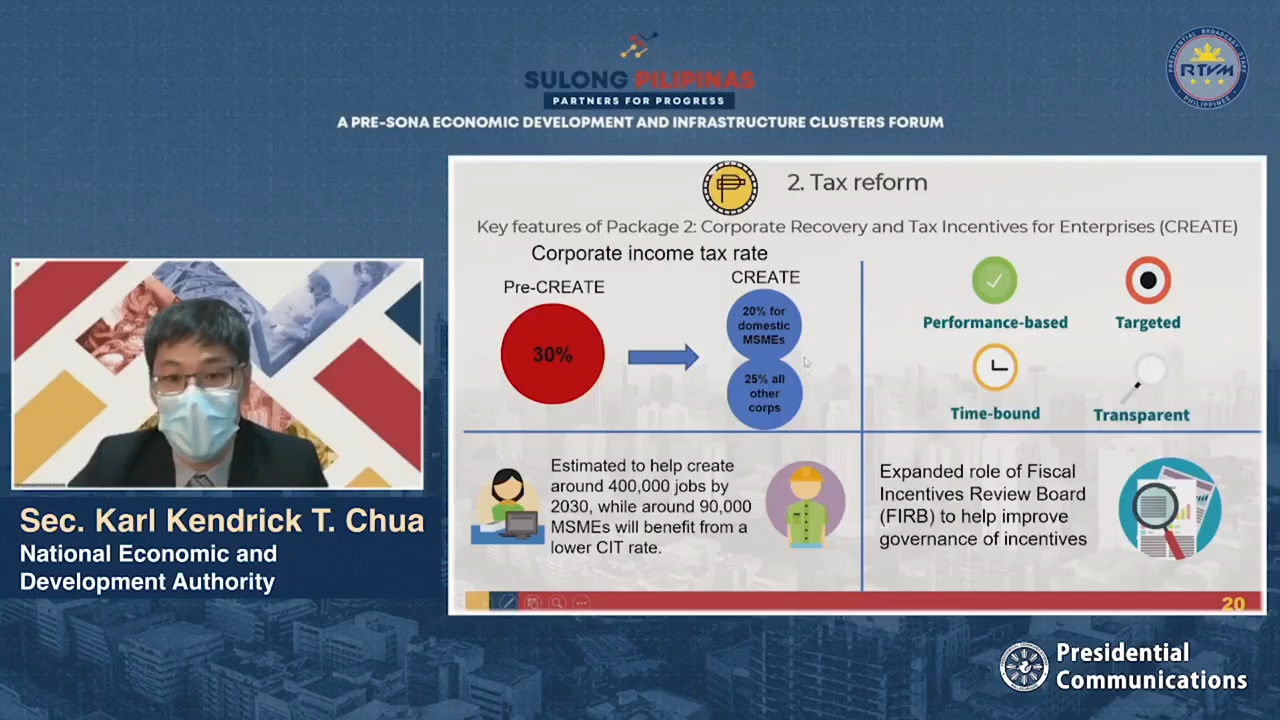 SULONG PILIPINAS
PARTNERS FOR PROGRESS
A PRE-SONA ECONOMIC DEVELOPMENT AND INFRASTRUCTURE CLUSTERS FORUM
PRESIDENTIAL BROADCAST STAFF
RTVM
PHILIPPINES
2. Tax reform
Key features of Package 2: Corporate Recovery and Tax Incentives for Enterprises (CREATE)
Corporate income tax rate
Pre-CREATE
CREATE
30%
20% for
domestic
MSMEs
25% all
other
corps
Performance-based
Targeted
Time-bound
Transparent
Estimated to help create
around 400,000 jobs by
2030, while around 90,000
MSMEs will benefit from a
lower CIT rate.
Expanded role of Fiscal
Incentives Review Board
(FIRB) to help improve
governance of incentives
20
Sec. Karl Kendrick T. Chua
National Economic and
Development Authority
Presidential
Communications